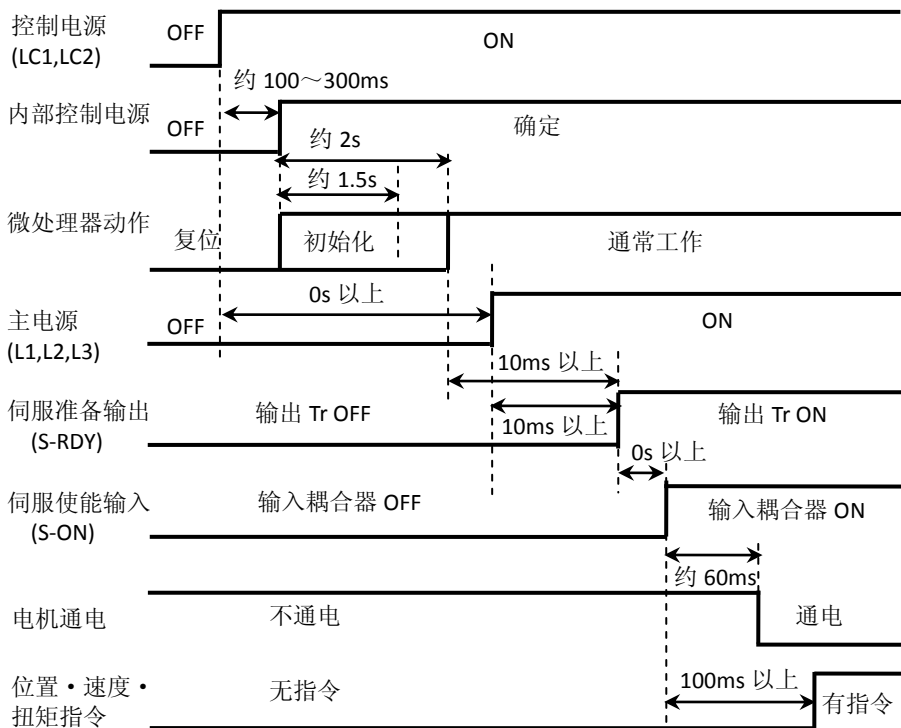 控制电源
(LC1,LC2)
OFF
ON
约 100～300ms
内部控制电源
OFF
确定
约 2s
约 1.5s
微处理器动作
复位
初始化
通常工作
0s 以上
主电源
(L1,L2,L3)
OFF
ON
10ms 以上
伺服准备输出
(S-RDY)
输出 Tr OFF
10ms 以上
输出 Tr ON
0s 以上
伺服使能输入
(S-ON)
输入耦合器 OFF
输入耦合器 ON
约 60ms
电机通电
不通电
通电
位置・速度・
扭矩指令
无指令
100ms 以上
有指令